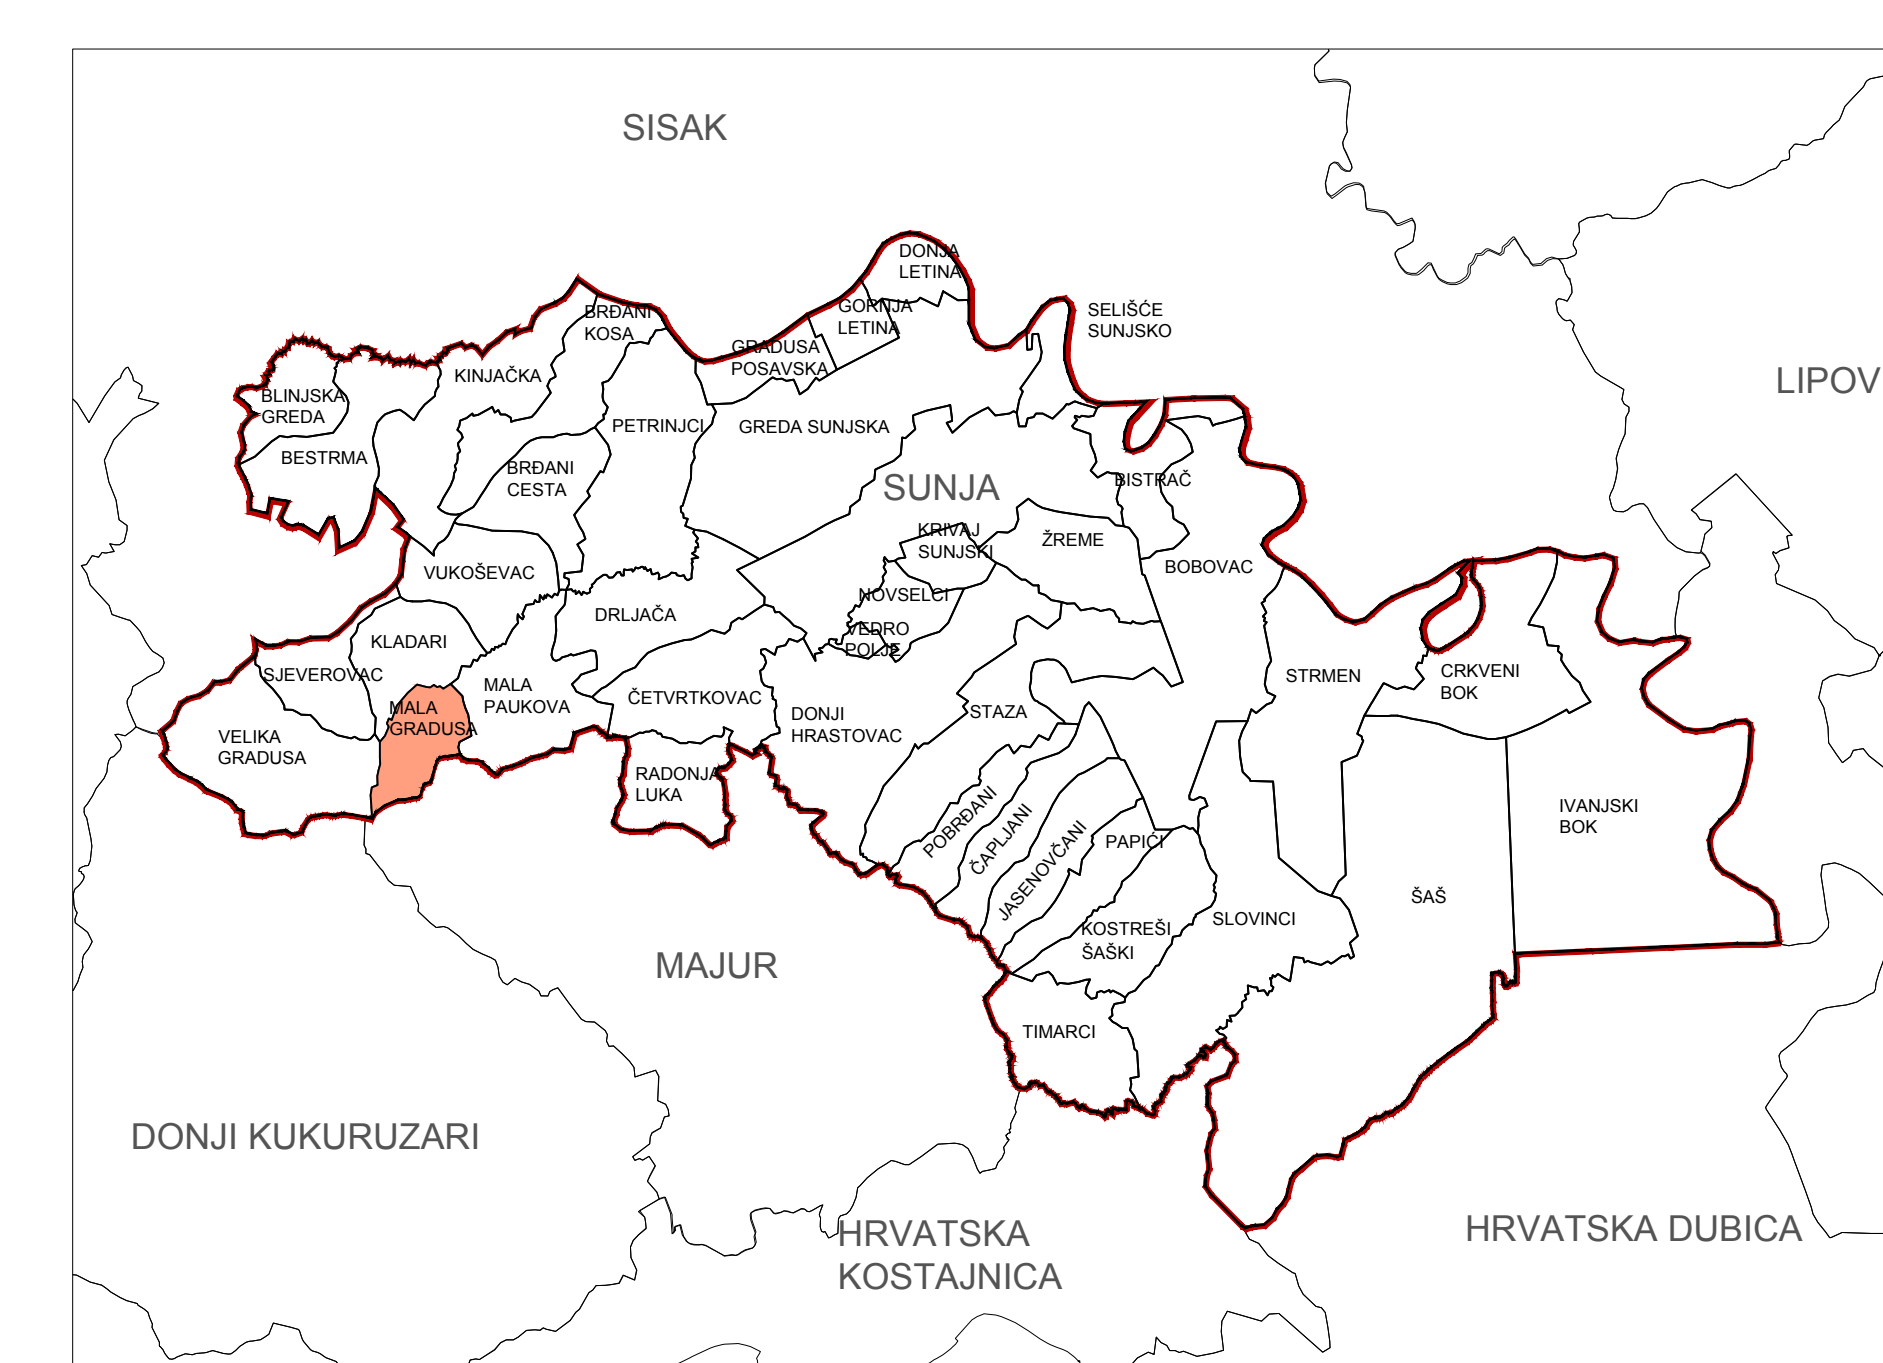 SISAK
DONJA
LETINA
GORNJA
LETINA
SELIŠĆE
SUNJSKO
BRĐANI
KOSA
GRADUSA
POSAVSKA
KINJAČKA
LIPOV
BLINJSKA
GREDA
PETRINJCI
GREDA SUNJSKA
BESTRMA
BRĐANI
CESTA
SUNJA
BISTRAČ
KRIVAJ
SUNJSKI
ŽREME
VUKOŠEVAC
BOBOVAC
NOVSELCI
DRLJAČA
VEDRO
POLJE
KLADARI
SJEVEROVAC
MALA
PAUKOVA
ČETVRTKOVAC
STRMEN
CRKVENI
BOK
MALA
GRADUSA
DONJI
HRASTOVAC
STAZA
VELIKA
GRADUSA
RADONJA
LUKA
IVANJSKI
BOK
POBRĐANI
ČAPLJANI
JASENOVČANI
PAPIĆI
ŠAŠ
SLOVINCI
KOSTREŠI
ŠAŠKI
MAJUR
TIMARCI
DONJI KUKURUZARI
HRVATSKA
KOSTAJNICA
HRVATSKA DUBICA